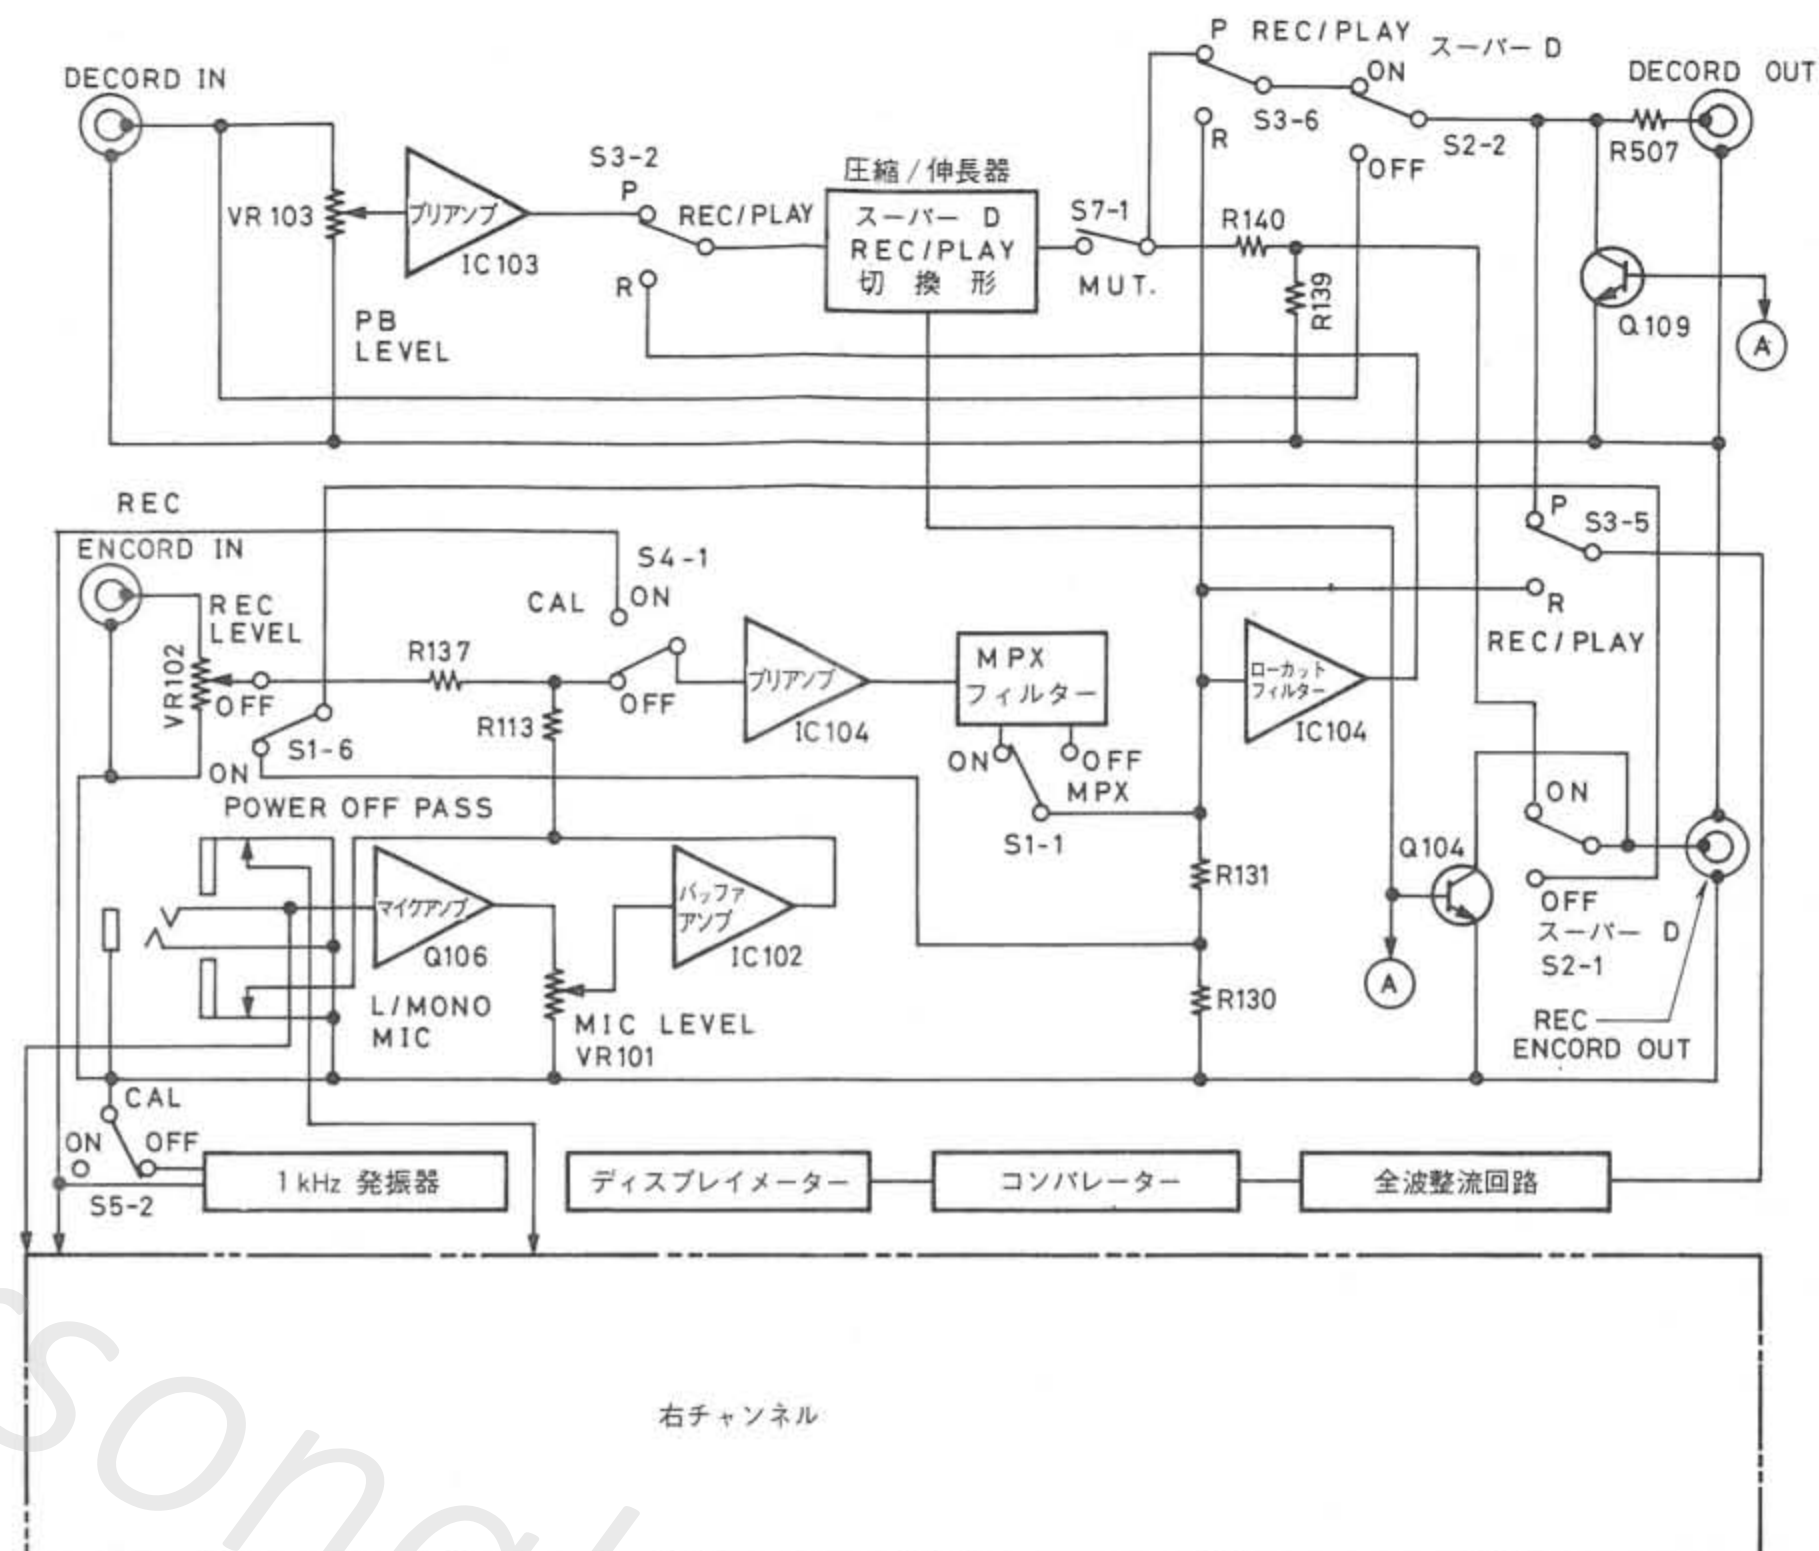 P REC/PLAY スーパー D
DECORD IN
ON
DECORD OUT
S3-6
R
S2-2
R507
OFF
S3-2
P
圧縮/伸長器
VR103
プリアンプ
IC103
REC/PLAY
スーパー D
REC/PLAY
切 換 形
S7-1
MUT.
R140
R139
R
Q109
A
PB
LEVEL
REC
ENCORD IN
P
S3-5
S4-1
CAL
ON
REC
LEVEL
R
REC/PLAY
VR102
R137
OFF
OFF
R113
プリアンプ
IC104
MPX
フィルター
ローカット
フィルター
IC104
S1-6
ON
ON
OFF
MPX
S1-1
POWER OFF PASS
ON
Q104
マイクアンプ
Q106
バッファ
アンプ
IC102
R131
OFF
スーパー D
S2-1
A
L/MONO
MIC
MIC LEVEL
VR101
R130
REC
ENCORD OUT
CAL
ON
OFF
S5-2
1kHz 発振器
ディスプレイメーター
コンパレーター
全波整流回路
右チャンネル
sonal